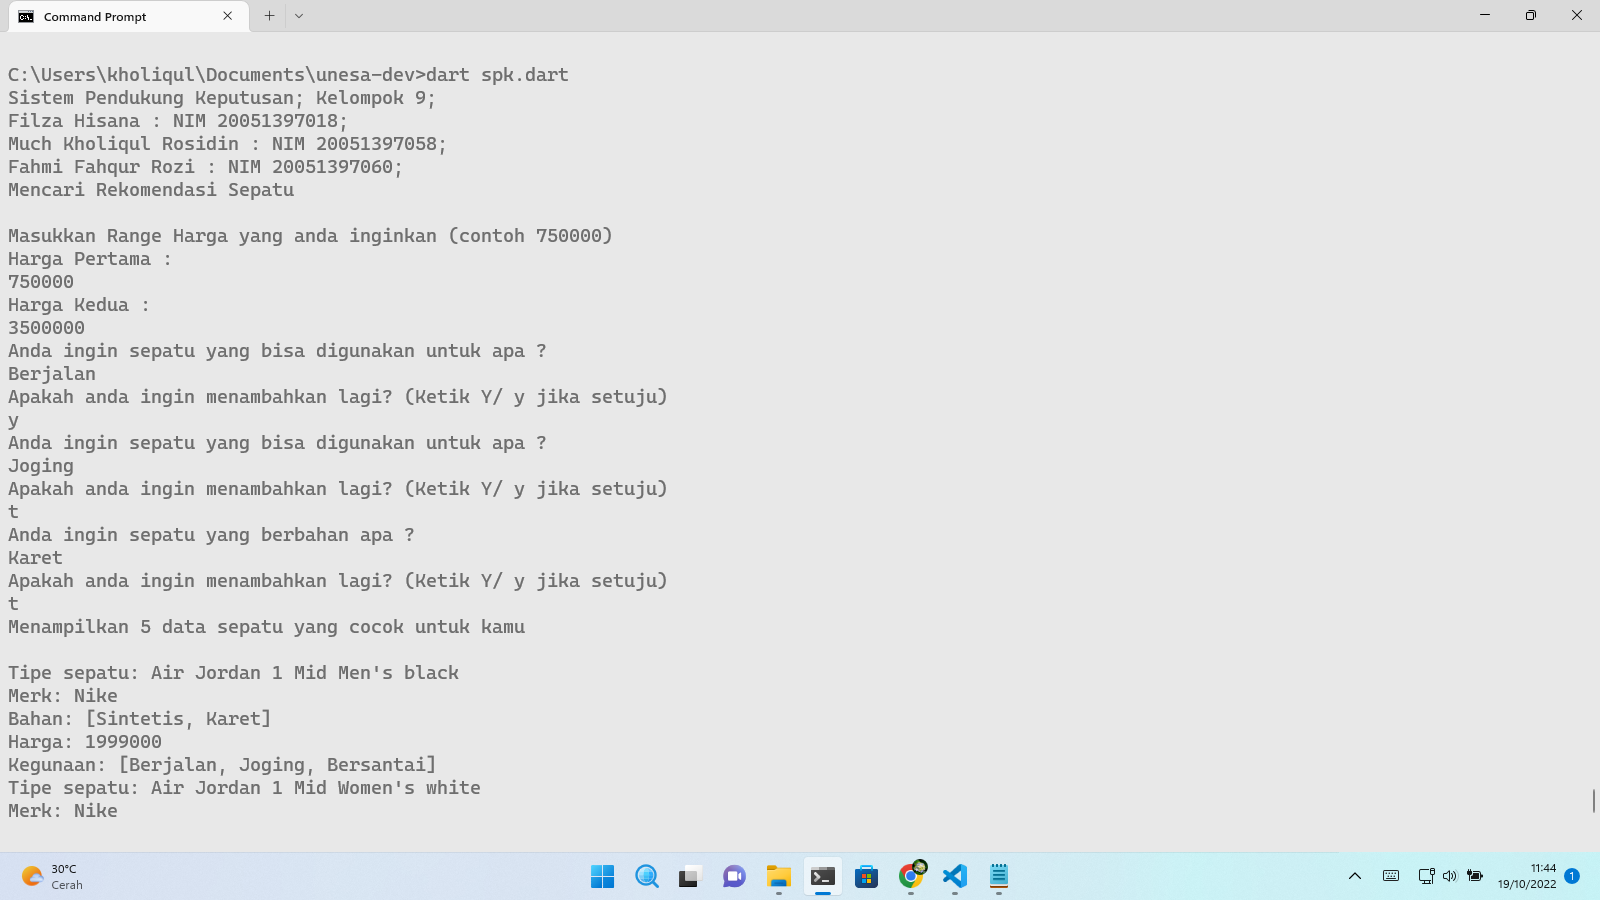 Command Prompt
C:\Users\kholiqul\Documents\unesa-dev>dart spk.dart
Sistem Pendukung Keputusan; Kelompok 9;
Filza Hisana : NIM 20051397018;
Much Kholiqul Rosidin : NIM 20051397058;
Fahmi Fahqur Rozi : NIM 20051397060;
Mencari Rekomendasi Sepatu
Masukkan Range Harga yang anda inginkan (contoh 750000)
Harga Pertama :
750000
Harga Kedua :
3500000
Anda ingin sepatu yang bisa digunakan untuk apa ?
Berjalan
Apakah anda ingin menambahkan lagi? (Ketik Y/ y jika setuju)
y
Anda ingin sepatu yang bisa digunakan untuk apa ?
Joging
Apakah anda ingin menambahkan lagi? (Ketik Y/ y jika setuju)
t
Anda ingin sepatu yang berbahan apa ?
Karet
Apakah anda ingin menambahkan lagi? (Ketik Y/ y jika setuju)
t
Menampilkan 5 data sepatu yang cocok untuk kamu
Tipe sepatu: Air Jordan 1 Mid Men's black
Merk: Nike
Bahan: [Sintetis, Karet]
Harga: 1999000
Kegunaan: [Berjalan, Joging, Bersantai]
Tipe sepatu: Air Jordan 1 Mid Women's white
Merk: Nike
30°C
Cerah
11:44
19/10/2022
1